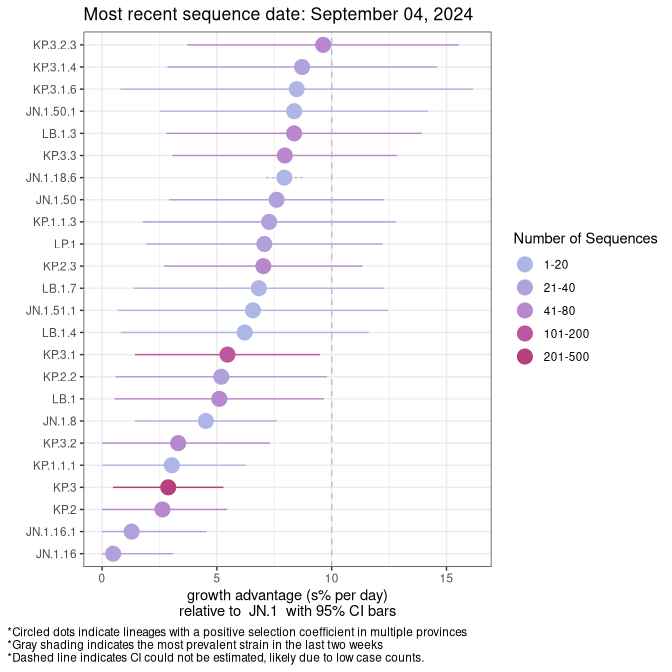 Most recent sequence date: September 04, 2024
KP.3.2.3
KP.3.1.4
KP.3.1.6
JN.1.50.1
LB.1.3
KP.3.3
JN.1.18.6
JN.1.50
KP.1.1.3
LP.1
KP.2.3
LB.1.7
JN.1.51.1
LB.1.4
KP.3.1
KP.2.2
LB.1
JN.1.8
KP.3.2
KP.1.1.1
KP.3
KP.2
JN.1.16.1
JN.1.16
0 5 10 15
growth advantage (s% per day)
relative to JN.1 with 95% CI bars
Number of Sequences
1-20
21-40
41-80
101-200
201-500
*Circled dots indicate lineages with a positive selection coefficient in multiple provinces
*Gray shading indicates the most prevalent strain in the last two weeks
*Dashed line indicates CI could not be estimated, likely due to low case counts.